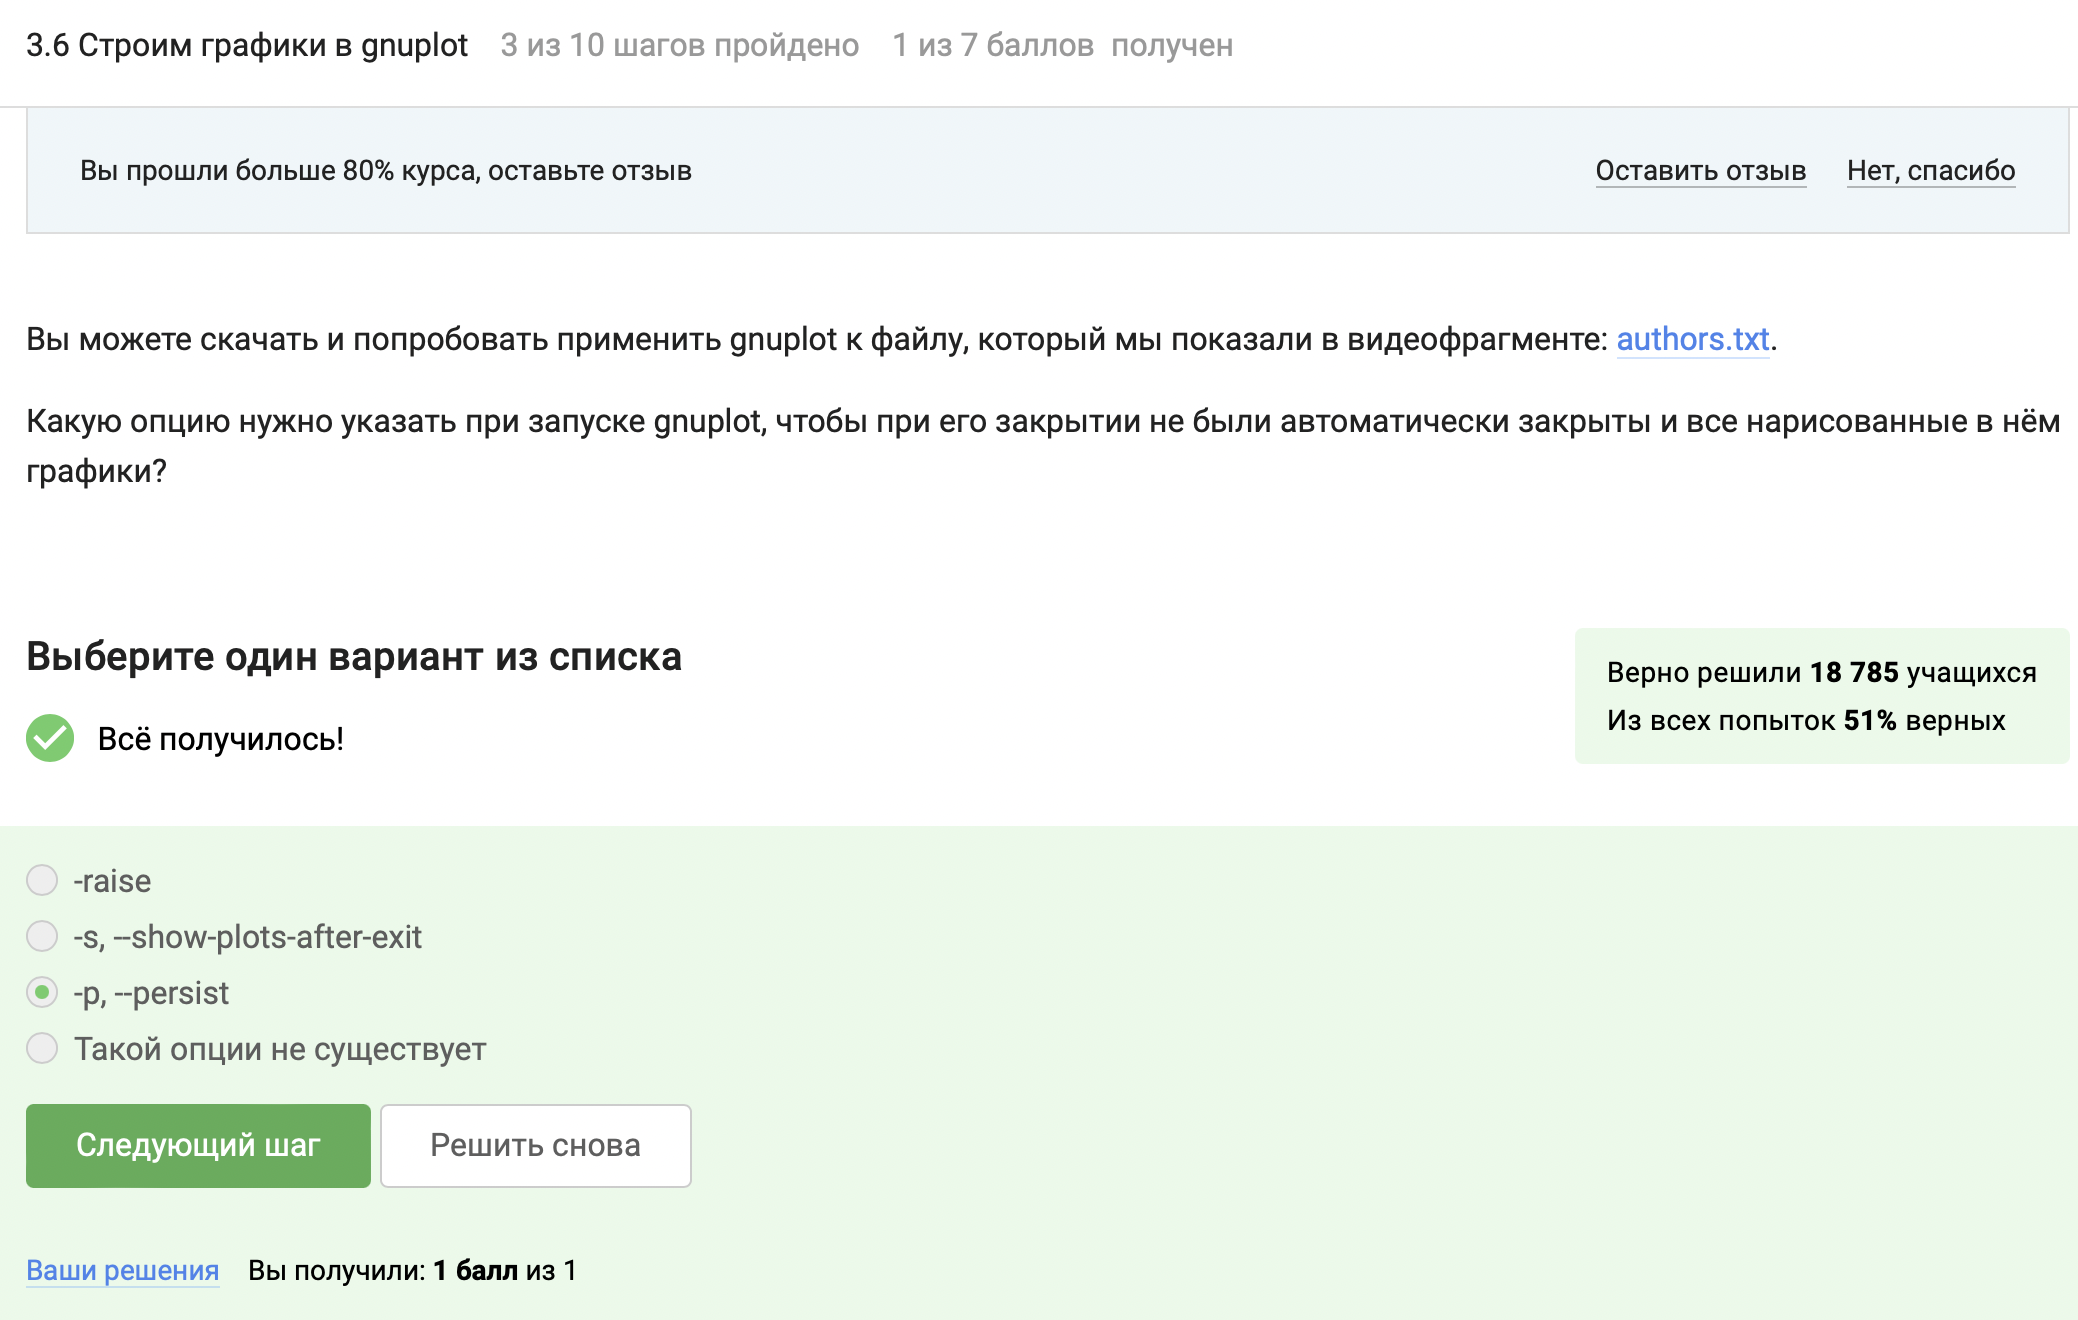 3.6 Строим графики в gnuplot 3 из 10 шагов пройдено 1 из 7 баллов получен
Вы прошли больше 80% курса, оставьте отзыв Оставить отзыв Нет, спасибо
Вы можете скачать и попробовать применить gnuplot к файлу, который мы показали в видеофрагменте: authors.txt.
Какую опцию нужно указать при запуске gnuplot, чтобы при его закрытии не были автоматически закрыты и все нарисованные в нём
графики?
Выберите один вариант из списка
Всё получилось!
Верно решили 18 785 учащихся
Из всех попыток 51% верных
-raise
-s, --show-plots-after-exit
-p, --persist
Такой опции не существует
Следующий шаг Решить снова
Ваши решения Вы получили: 1 балл из 1